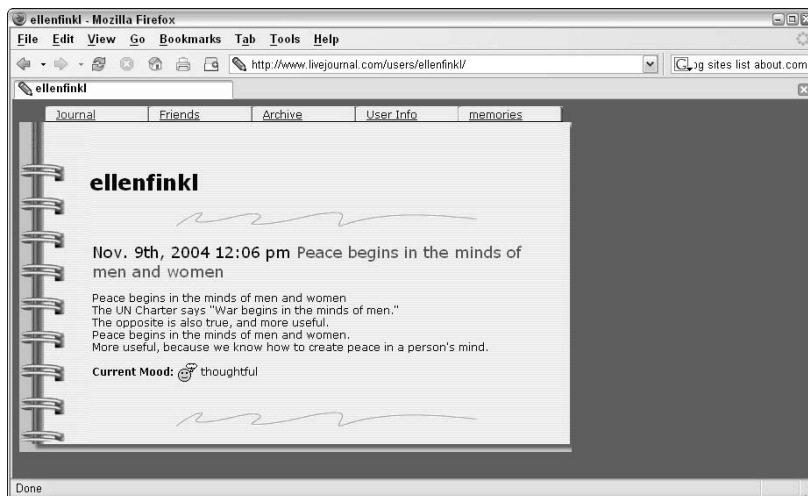 ellenfinkl - Mozilla Firefox
File Edit View Go Bookmarks Tab Tools Help
http://www.livejournal.com/users/ellenfinkl/ G og sites list about.com
ellenfinkl
Journal Friends Archive User Info memories
ellenfinkl
Nov. 9th, 2004 12:06 pm Peace begins in the minds of
men and women
Peace begins in the minds of men and women
The UN Charter says "War begins in the minds of men."
The opposite is also true, and more useful.
Peace begins in the minds of men and women.
More useful, because we know how to create peace in a person's mind.
Current Mood: thoughtful
Done